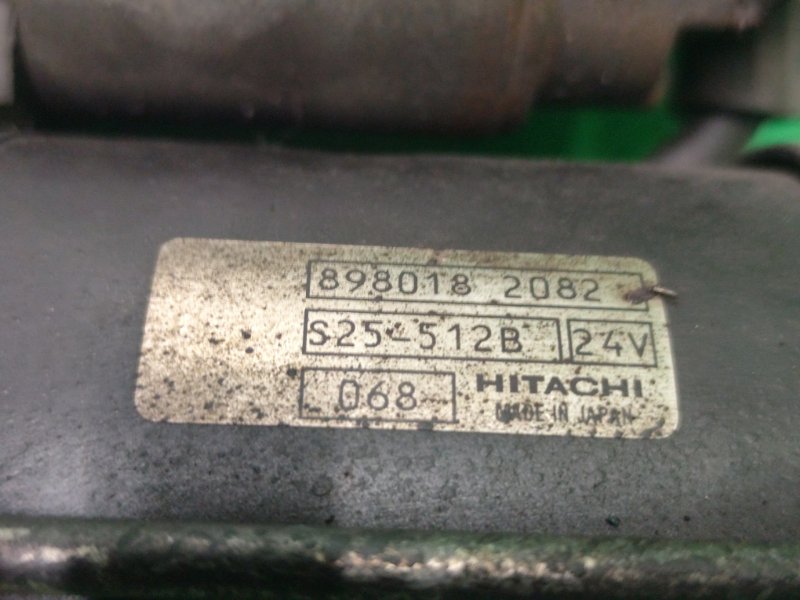 898018 2082
S25-512B 24V
068 HITACHI
MADE IN JAPAN